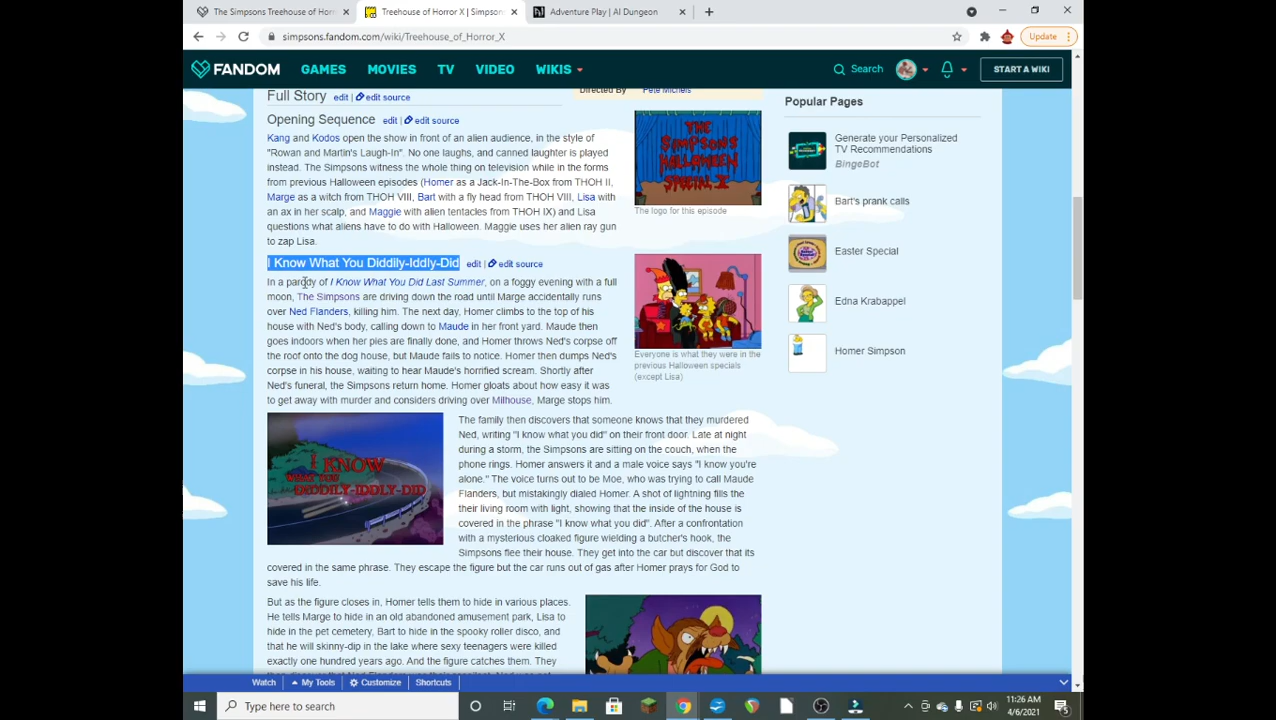 The Simpsons Treehouse of Hor
Treehouse of Horror X | Simpson
Adventure Play | AI Dungeon
simpsons.fandom.com/wiki/Treehouse_of_Horror_X
Update
FANDOM
GAMES
MOVIES
TV
VIDEO
WIKIS
Search
START A WIKI
Full Story edit | edit source
Directed By Pete Michels
Opening Sequence edit | edit source
Kang and Kodos open the show in front of an alien audience, in the style of
"Rowan and Martin's Laugh-In". No one laughs, and canned laughter is played
instead. The Simpsons witness the whole thing on television while in the forms
from previous Halloween episodes (Homer as a Jack-In-The-Box from THOH II,
Marge as a witch from THOH VIII, Bart with a fly head from THOH VIII, Lisa with
an ax in her scalp, and Maggie with alien tentacles from THOH IX) and Lisa
questions what aliens have to do with Halloween. Maggie uses her alien ray gun
to zap Lisa.
THE
SIMPSONS
HALLOWEEN
SPECIAL X
The logo for this episode
I Know What You Diddily-Iddly-Did edit | edit source
In a parody of I Know What You Did Last Summer, on a foggy evening with a full
moon, The Simpsons are driving down the road until Marge accidentally runs
over Ned Flanders, killing him. The next day, Homer climbs to the top of his
house with Ned's body, calling down to Maude in her front yard. Maude then
goes indoors when her pies are finally done, and Homer throws Ned's corpse off
the roof onto the dog house, but Maude fails to notice. Homer then dumps Ned's
corpse in his house, waiting to hear Maude's horrified scream. Shortly after
Ned's funeral, the Simpsons return home. Homer gloats about how easy it was
to get away with murder and considers driving over Milhouse, Marge stops him.
Everyone is what they were in the
previous Halloween specials
(except Lisa)
I KNOW
WHAT YOU
DIDDILY-IDDLY-DID
The family then discovers that someone knows that they murdered
Ned, writing "I know what you did" on their front door. Late at night
during a storm, the Simpsons are sitting on the couch, when the
phone rings. Homer answers it and a male voice says "I know you're
alone." The voice turns out to be Moe, who was trying to call Maude
Flanders, but mistakingly dialed Homer. A shot of lightning fills the
their living room with light, showing that the inside of the house is
covered in the phrase "I know what you did". After a confrontation
with a mysterious cloaked figure wielding a butcher's hook, the
Simpsons flee their house. They get into the car but discover that its
covered in the same phrase. They escape the figure but the car runs out of gas after Homer prays for God to
save his life.
But as the figure closes in, Homer tells them to hide in various places.
He tells Marge to hide in an old abandoned amusement park, Lisa to
hide in the pet cemetery, Bart to hide in the spooky roller disco, and
that he will skinny-dip in the lake where sexy teenagers were killed
exactly one hundred years ago. And the figure catches them. They
Popular Pages
Generate your Personalized
TV Recommendations
BingeBot
Bart's prank calls
Easter Special
Edna Krabappel
Homer Simpson
Watch
My Tools
Customize
Shortcuts
Type here to search
11:26 AM
4/6/2021
5